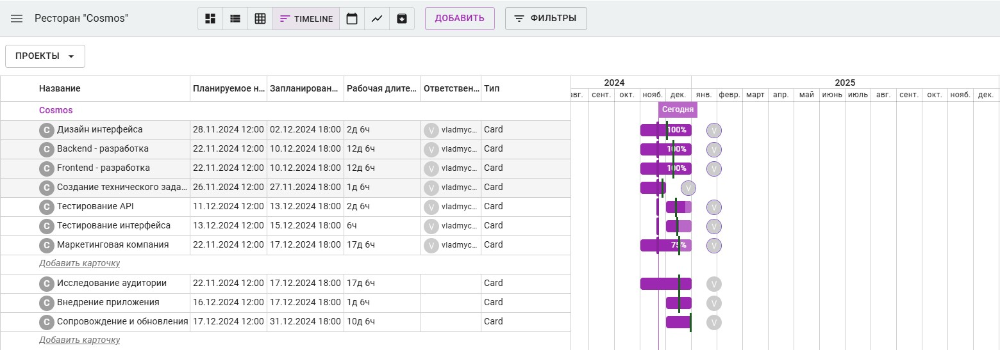 Ресторан "Cosmos" TIMELINE ДОБАВИТЬ ФИЛЬТРЫ
ПРОЕКТЫ
Название Планируемое н... Запланирован... Рабочая длите... Ответствен... Тип
2024 2025
авг. сент. окт. нояб. дек. янв. февр. март апр. май июнь июль авг. сент. окт. нояб. дек.
Cosmos Сегодня
C Дизайн интерфейса 28.11.2024 12:00 02.12.2024 18:00 2д 6ч V vladmyc... Card 100% V
C Backend - разработка 22.11.2024 12:00 10.12.2024 18:00 12д 6ч V vladmyc... Card 100% V
C Frontend - разработка 22.11.2024 12:00 10.12.2024 18:00 12д 6ч V vladmyc... Card 100% V
C Создание технического зада... 26.11.2024 12:00 27.11.2024 18:00 1д 6ч V vladmyc... Card V
C Тестирование API 11.12.2024 12:00 13.12.2024 18:00 2д 6ч V vladmyc... Card V
C Тестирование интерфейса 13.12.2024 12:00 15.12.2024 18:00 6ч V vladmyc... Card V
C Маркетинговая компания 22.11.2024 12:00 17.12.2024 18:00 17д 6ч V vladmyc... Card 75% V
Добавить карточку
C Исследование аудитории 22.11.2024 12:00 17.12.2024 18:00 17д 6ч Card V
C Внедрение приложения 16.12.2024 12:00 17.12.2024 18:00 1д 6ч Card V
C Сопровождение и обновления 17.12.2024 12:00 31.12.2024 18:00 10д 6ч Card V
Добавить карточку